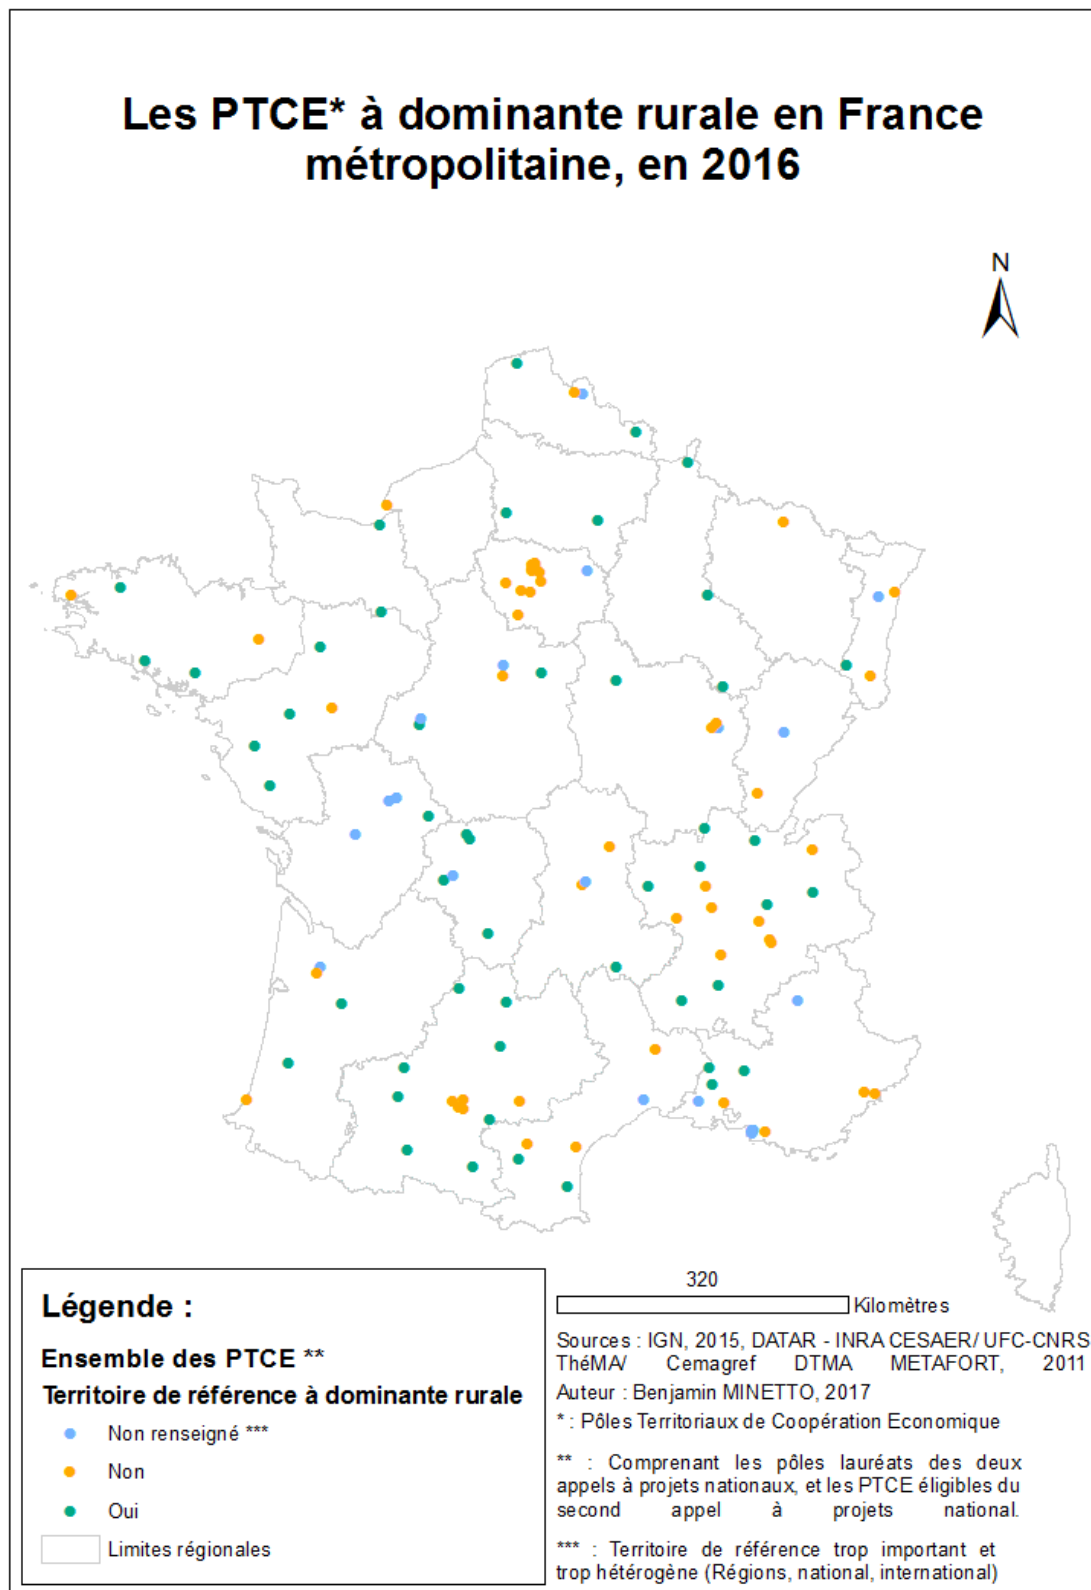 Les PTCE* à dominante rurale en France
métropolitaine, en 2016
N
Légende :
Ensemble des PTCE **
Territoire de référence à dominante rurale
Non renseigné ***
Non
Oui
Limites régionales
320
Kilomètres
Sources : IGN, 2015, DATAR - INRA CESAER/ UFC-CNRS
ThéMA/ Cemagref DTMA METAFORT, 2011
Auteur : Benjamin MINETTO, 2017
* : Pôles Territoriaux de Coopération Economique
** : Comprenant les pôles lauréats des deux
appels à projets nationaux, et les PTCE éligibles du
second appel à projets national.
*** : Territoire de référence trop important et
trop hétérogène (Régions, national, international)